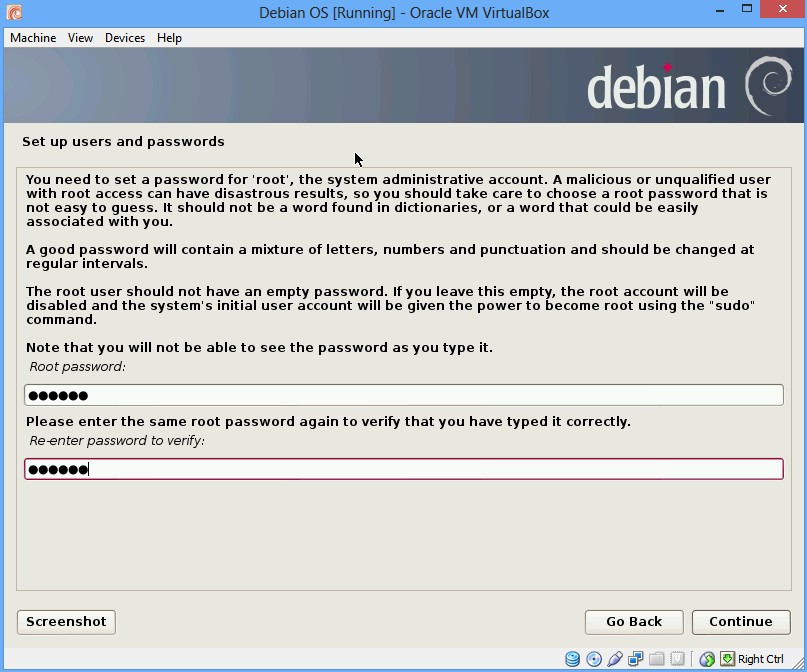 Debian OS [Running] - Oracle VM VirtualBox
Machine View Devices Help
debian
Set up users and passwords
You need to set a password for 'root', the system administrative account. A malicious or unqualified user
with root access can have disastrous results, so you should take care to choose a root password that is
not easy to guess. It should not be a word found in dictionaries, or a word that could be easily
associated with you.
A good password will contain a mixture of letters, numbers and punctuation and should be changed at
regular intervals.
The root user should not have an empty password. If you leave this empty, the root account will be
disabled and the system's initial user account will be given the power to become root using the "sudo"
command.
Note that you will not be able to see the password as you type it.
Root password:
●●●●●●
Please enter the same root password again to verify that you have typed it correctly.
Re-enter password to verify:
●●●●●●
Screenshot Go Back Continue
Right Ctrl